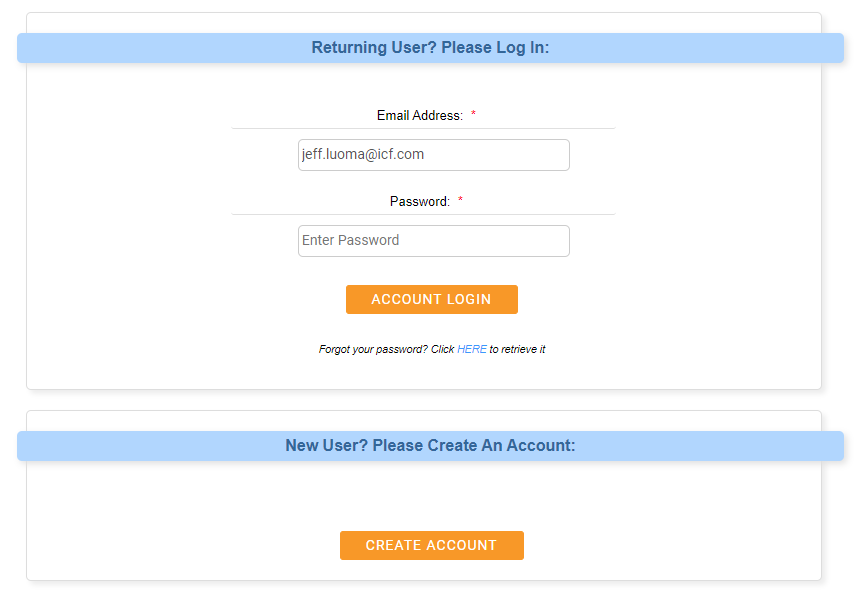 Returning User? Please Log In:
Email Address: *
jeff.luoma@icf.com
Password: *
Enter Password
ACCOUNT LOGIN
Forgot your password? Click HERE to retrieve it
New User? Please Create An Account:
CREATE ACCOUNT